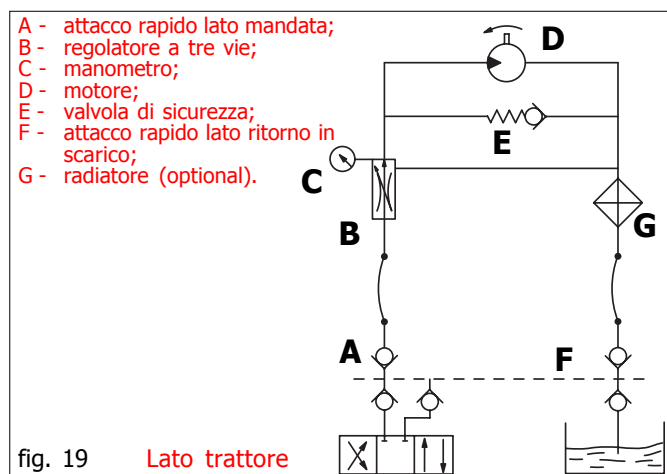 A - attacco rapido lato mandata;
B - regolatore a tre vie;
C - manometro;
D - motore;
E - valvola di sicurezza;
F - attacco rapido lato ritorno in
scarico;
G - radiatore (optional).
D
E
C
B
G
A
F
fig. 19 Lato trattore